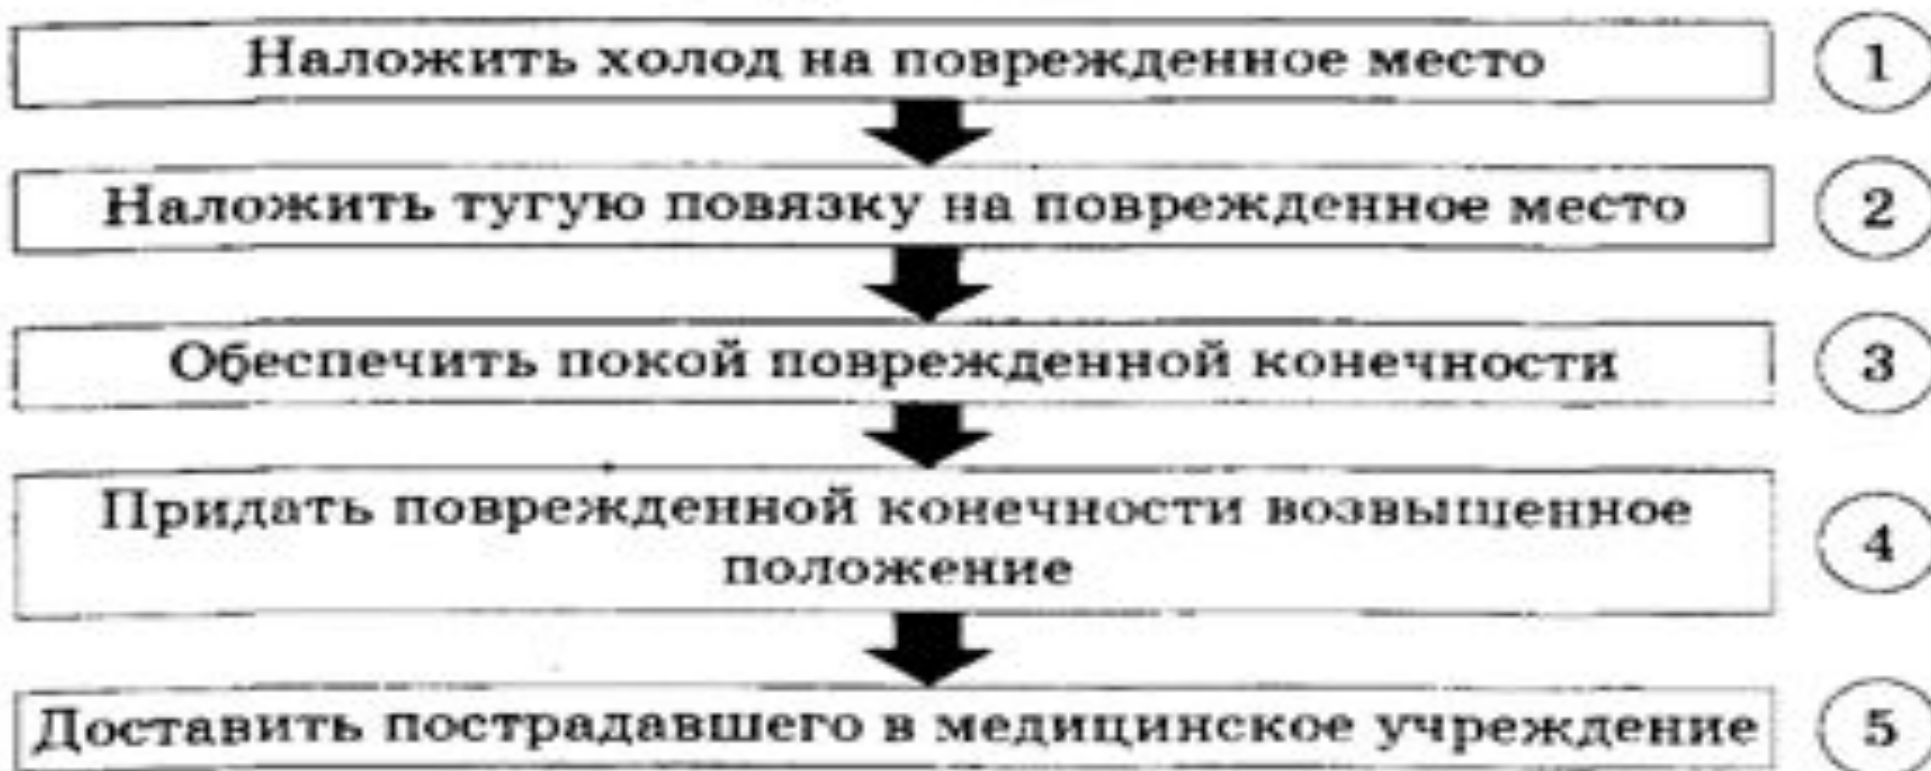 Наложить холод на поврежденное место
1
Наложить тугую повязку на поврежденное место
2
Обеспечить покой поврежденной конечности
3
Придать поврежденной конечности возвышенное
положение
4
Доставить пострадавшего в медицинское учреждение
5